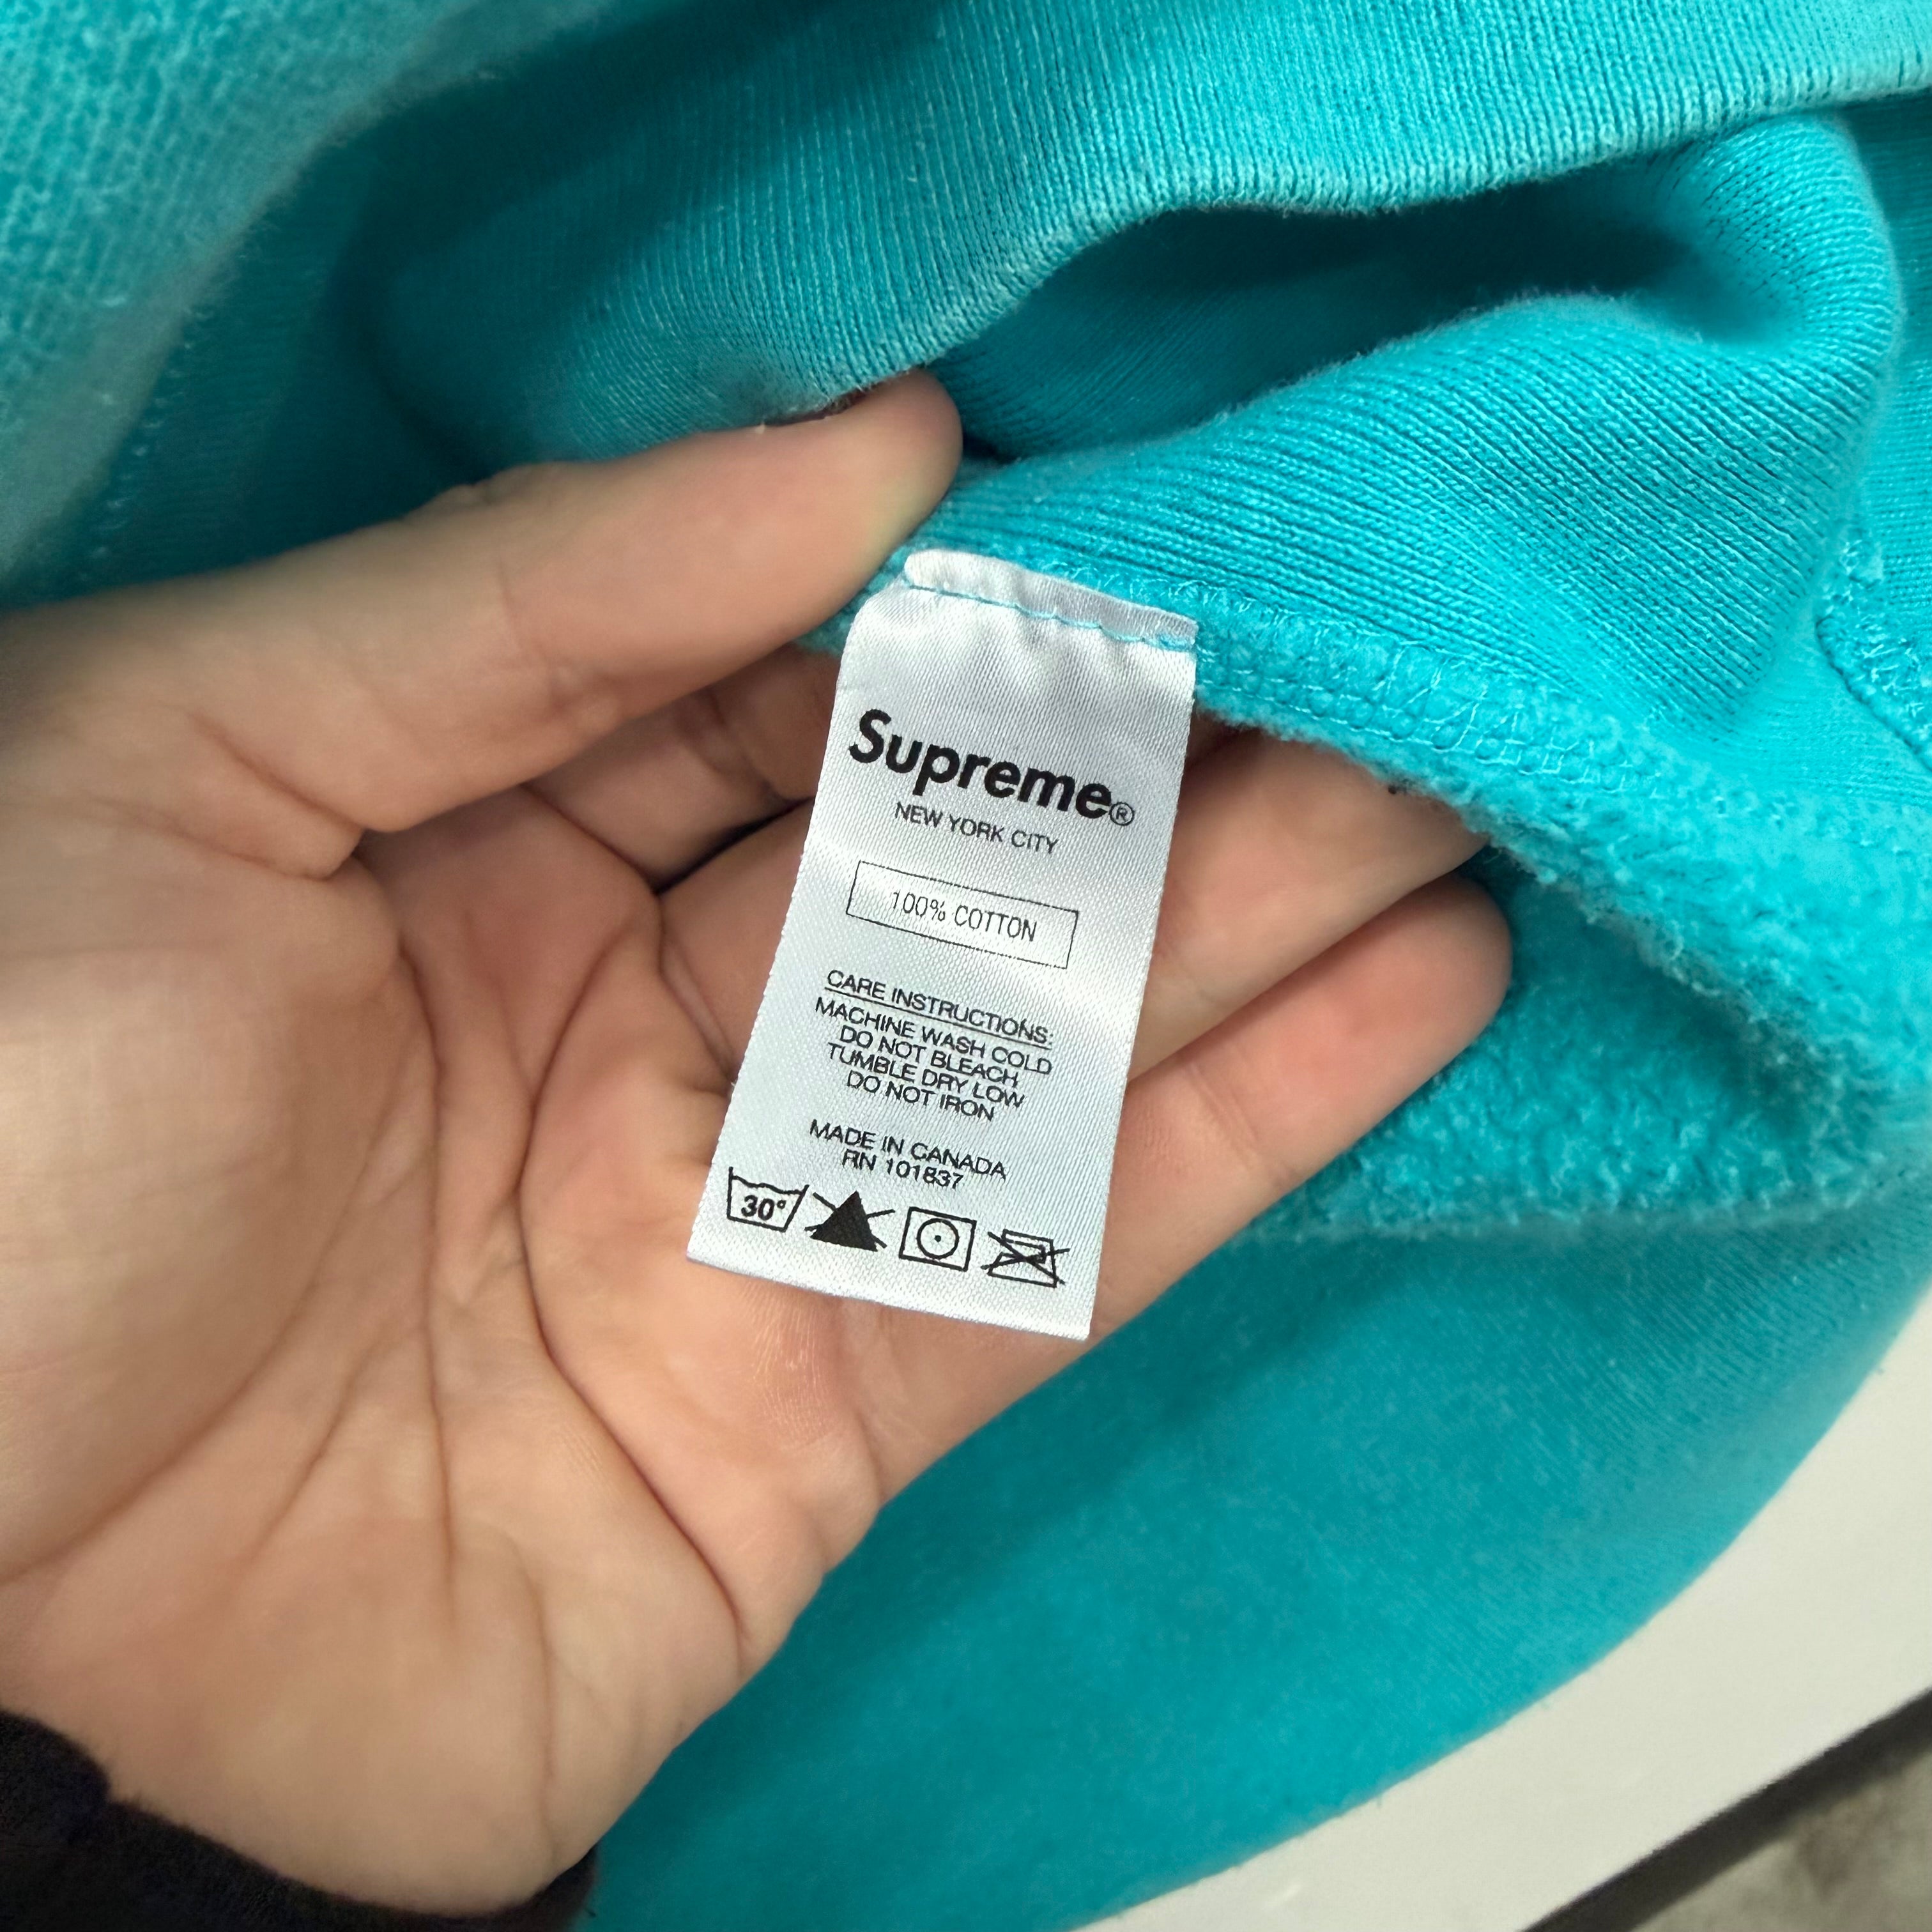 Supreme®
NEW YORK CITY
100% COTTON
CARE INSTRUCTIONS:
MACHINE WASH COLD
DO NOT BLEACH
TUMBLE DRY LOW
DO NOT IRON
MADE IN CANADA
RN 101837
30°